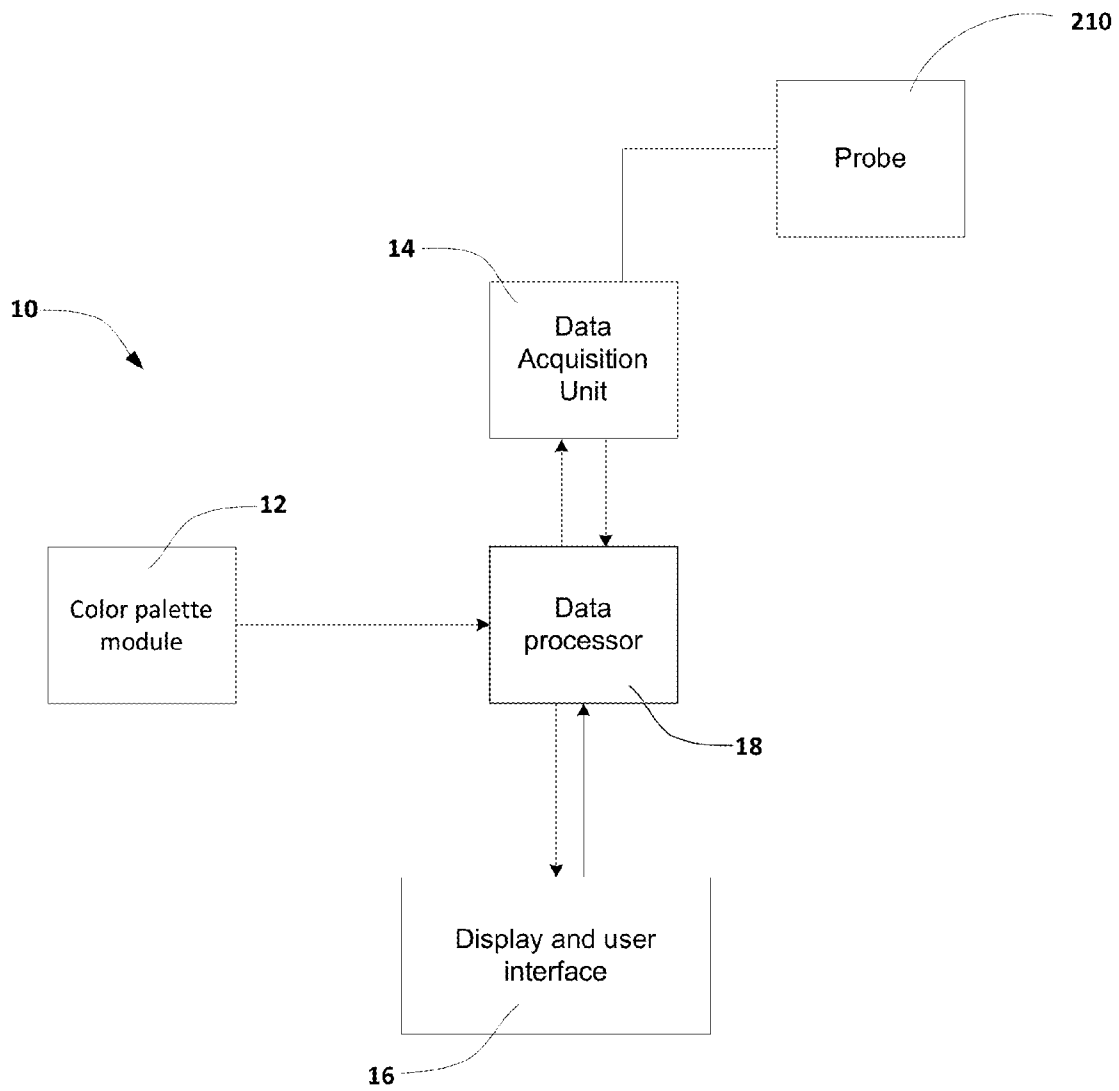 210
Probe
14
Data
Acquisition
Unit
10
12
Color palette
module
Data
processor
18
Display and user
interface
16